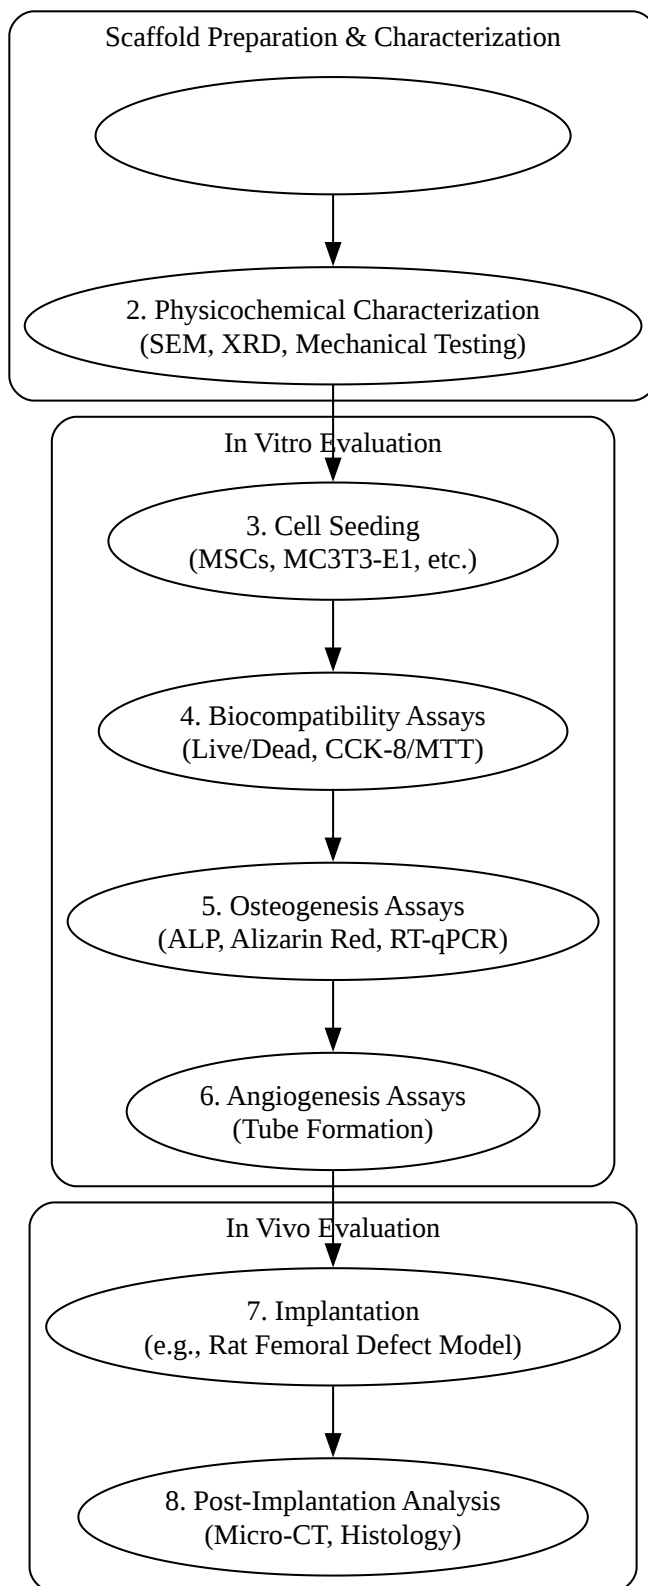 Scaffold Preparation & Characterization
2. Physicochemical Characterization
(SEM, XRD, Mechanical Testing)
In Vitro Evaluation
3. Cell Seeding
(MSCs, MC3T3-E1, etc.)
4. Biocompatibility Assays
(Live/Dead, CCK-8/MTT)
5. Osteogenesis Assays
(ALP, Alizarin Red, RT-qPCR)
6. Angiogenesis Assays
(Tube Formation)
In Vivo Evaluation
7. Implantation
(e.g., Rat Femoral Defect Model)
8. Post-Implantation Analysis
(Micro-CT, Histology)